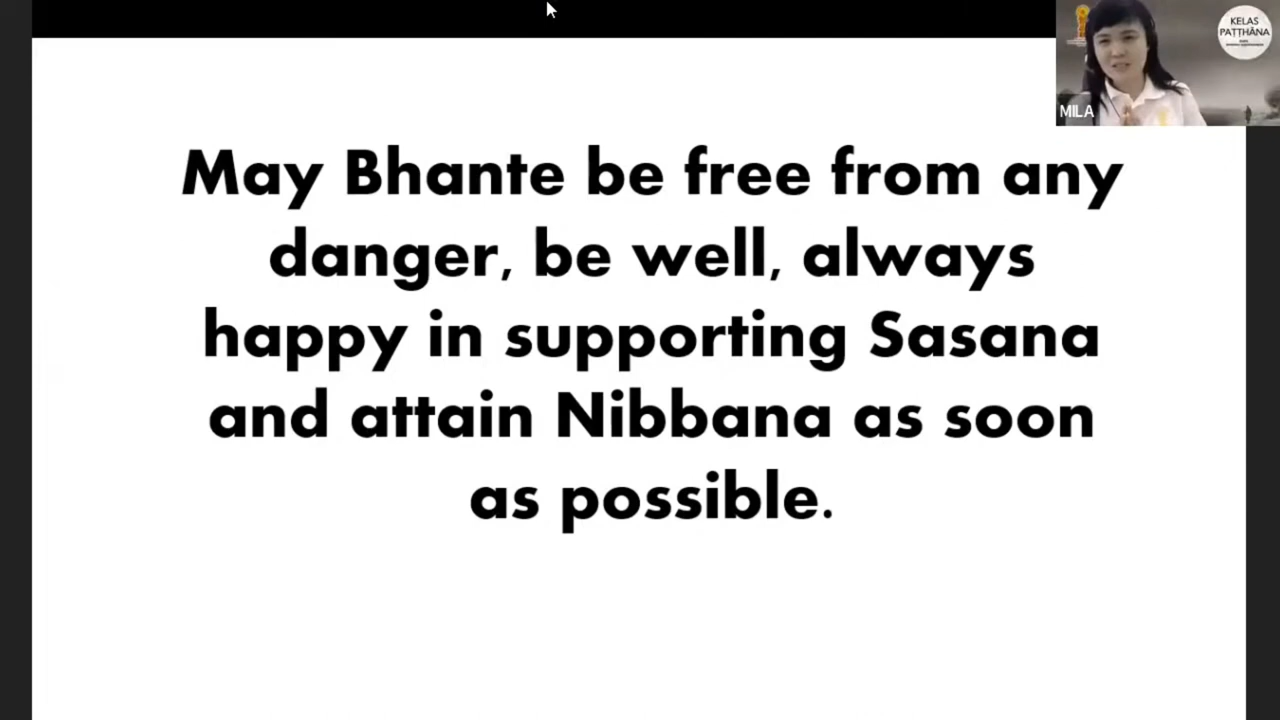 KELAS
PAṬṬHĀNA
MILA
May Bhante be free from any
danger, be well, always
happy in supporting Sasana
and attain Nibbana as soon
as possible.